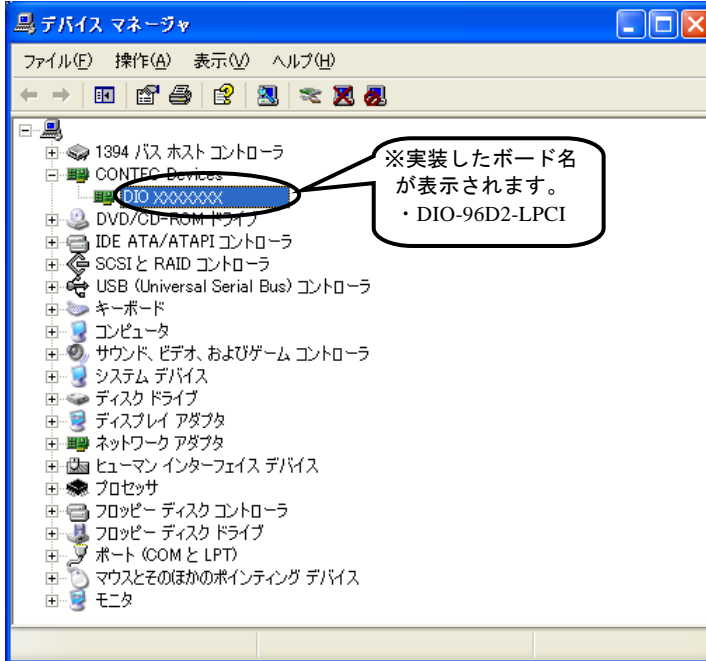 デバイス マネージャ
ファイル(F) 操作(A) 表示(V) ヘルプ(H)
1394 バス ホスト コントローラ
CONTEC Devices
DIO XXXXXXXX
DVD/CD-ROM ドライブ
IDE ATA/ATAPI コントローラ
SCSI と RAID コントローラ
USB (Universal Serial Bus) コントローラ
キーボード
コンピュータ
サウンド、ビデオ、およびゲーム コントローラ
システム デバイス
ディスク ドライブ
ディスプレイ アダプタ
ネットワーク アダプタ
ヒューマン インターフェイス デバイス
プロセッサ
フロッピー ディスク コントローラ
フロッピー ディスク ドライブ
ポート (COM と LPT)
マウスとそのほかのポインティング デバイス
モニタ
※実装したボード名
が表示されます。
・DIO-96D2-LPCI